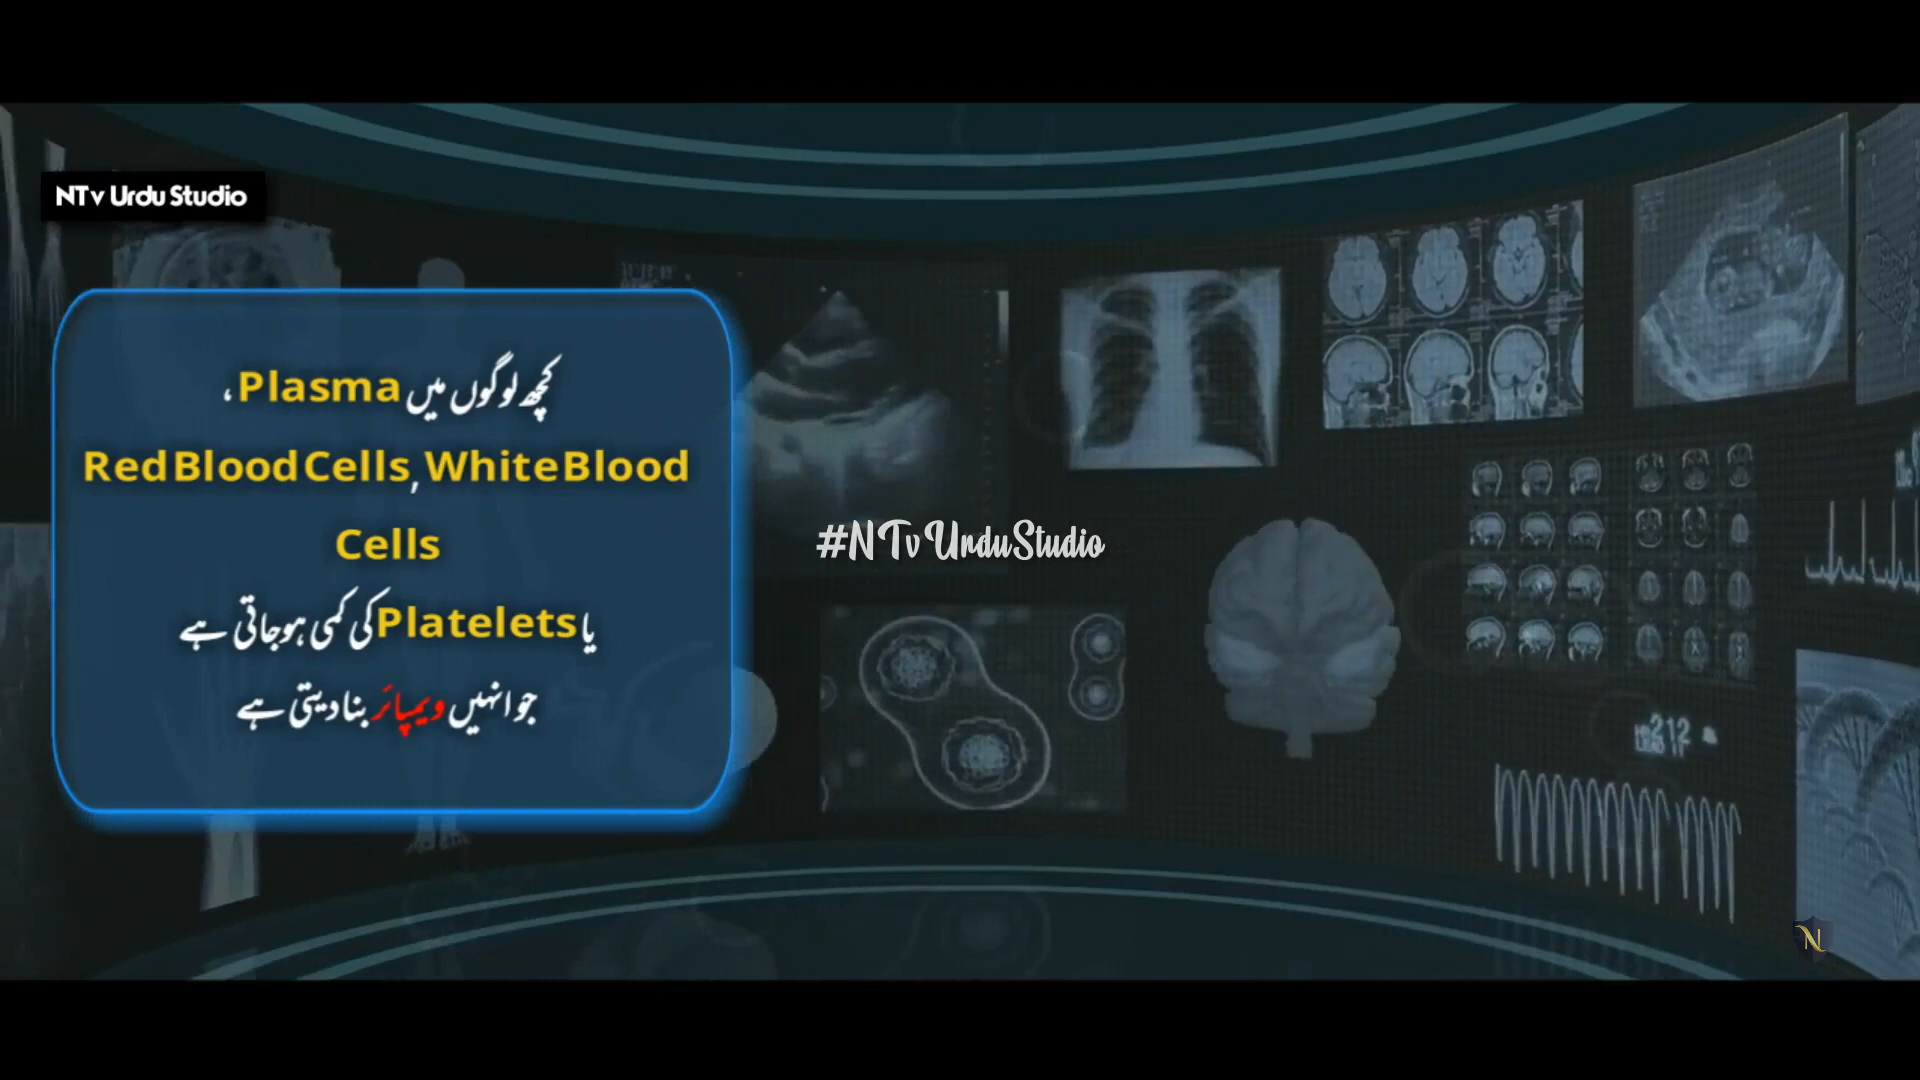 NTv Urdu Studio
کچھ لوگوں میں Plasma ،
Red Blood Cells, White Blood
Cells
یا Platelets کی کمی ہوجاتی ہے
جو انہیں ویمپائر بنا دیتی ہے
#NTvUrduStudio
212
N